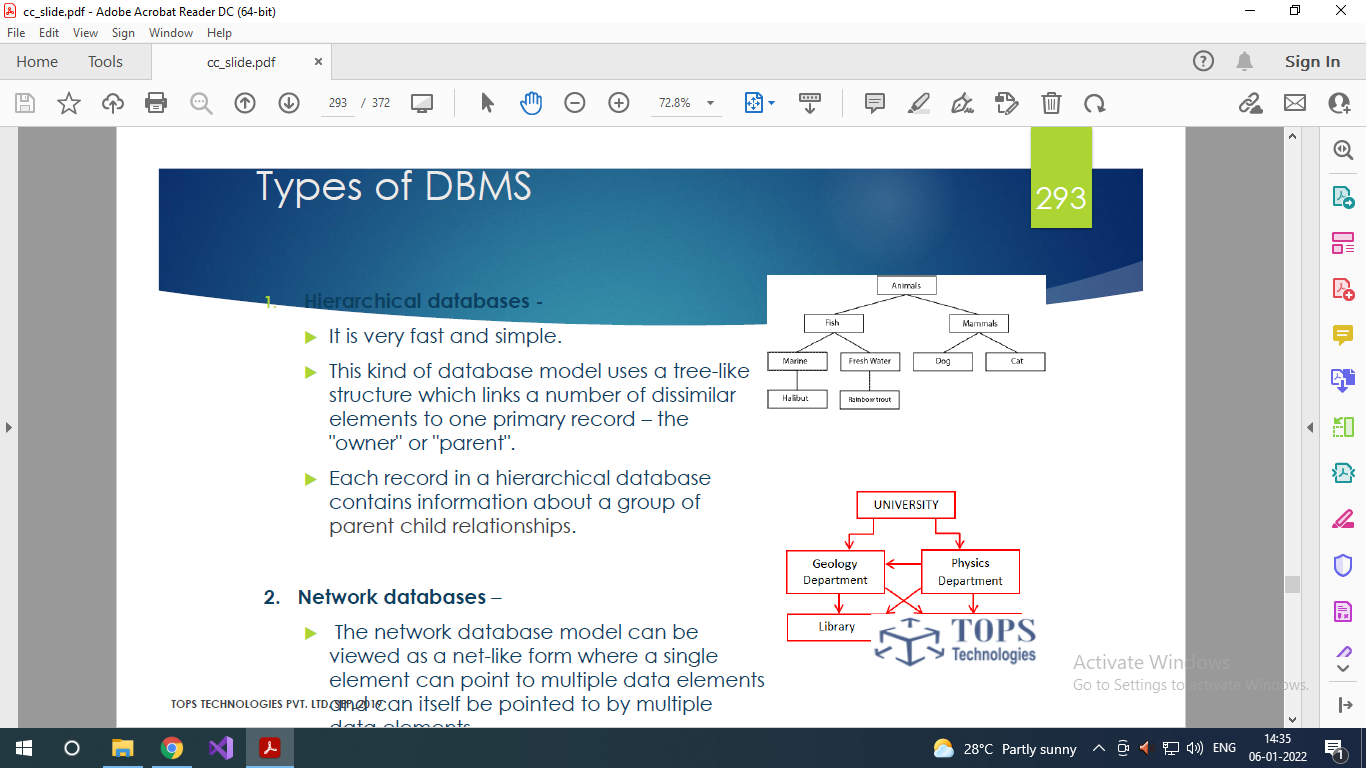 cc_slide.pdf - Adobe Acrobat Reader DC (64-bit)
File Edit View Sign Window Help
Home Tools cc_slide.pdf Sign In
293 / 372 72.8%
Types of DBMS
293
1. Hierarchical databases -
It is very fast and simple.
This kind of database model uses a tree-like
structure which links a number of dissimilar
elements to one primary record – the
"owner" or "parent".
Each record in a hierarchical database
contains information about a group of
parent child relationships.
Animals
Fish Mammals
Marine Fresh Water Dog Cat
Halibut Rainbow trout
2. Network databases –
The network database model can be
viewed as a net-like form where a single
element can point to multiple data elements
and can itself be pointed to by multiple
data elements
UNIVERSITY
Geology
Department
Physics
Department
Library
TOPS
Technologies
TOPS TECHNOLOGIES PVT. LTD. SEP, 2019
Activate Windows
Go to Settings to activate Windows.
28°C Partly sunny ENG 14:35
06-01-2022
1